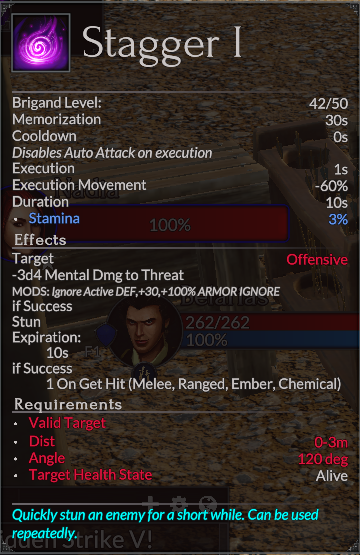 Stagger I
Brigand Level: 42/50
Memorization 30s
Cooldown 0s
Disables Auto Attack on execution
Execution 1s
Execution Movement -60%
Duration 10s
• Stamina 3%
100%
Effects
Target Offensive
-3d4 Mental Dmg to Threat
MODS: Ignore Active DEF,+30,+100% ARMOR IGNORE
if Success
Stun
262/262
Expiration:
100%
10s
F1
if Success
1 On Get Hit (Melee, Ranged, Ember, Chemical)
Requirements
• Valid Target
• Dist 0-3m
• Angle 120 deg
• Target Health State Alive
Quickly stun an enemy for a short while. Can be used
repeatedly.
dden Strike V!